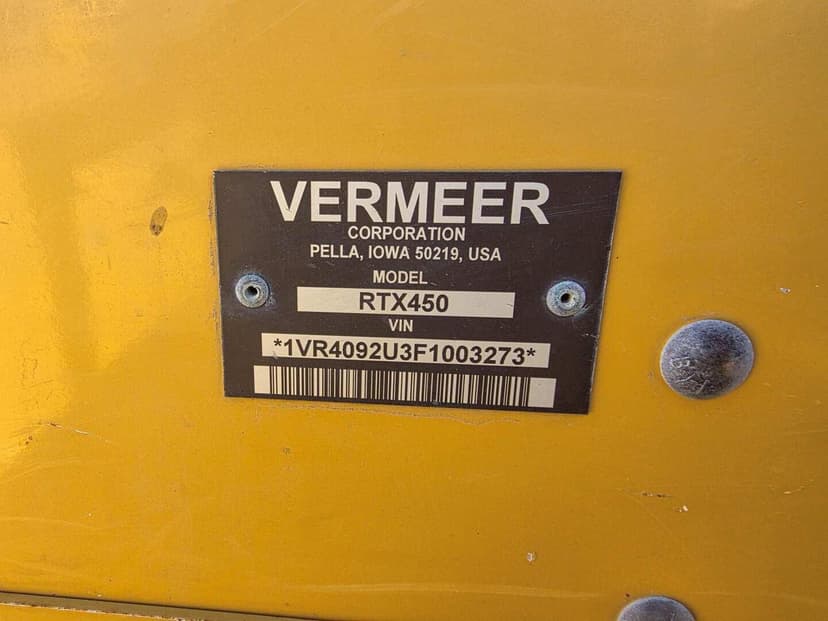 VERMEER
CORPORATION
PELLA, IOWA 50219, USA
MODEL
RTX450
VIN
*1VR4092U3F1003273*